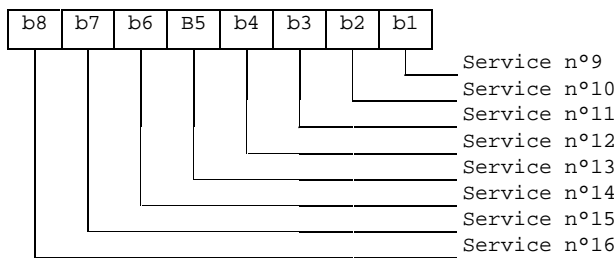 b8 b7 b6 B5 b4 b3 b2 b1
Service nº9
Service nº10
Service nº11
Service nº12
Service nº13
Service nº14
Service nº15
Service nº16